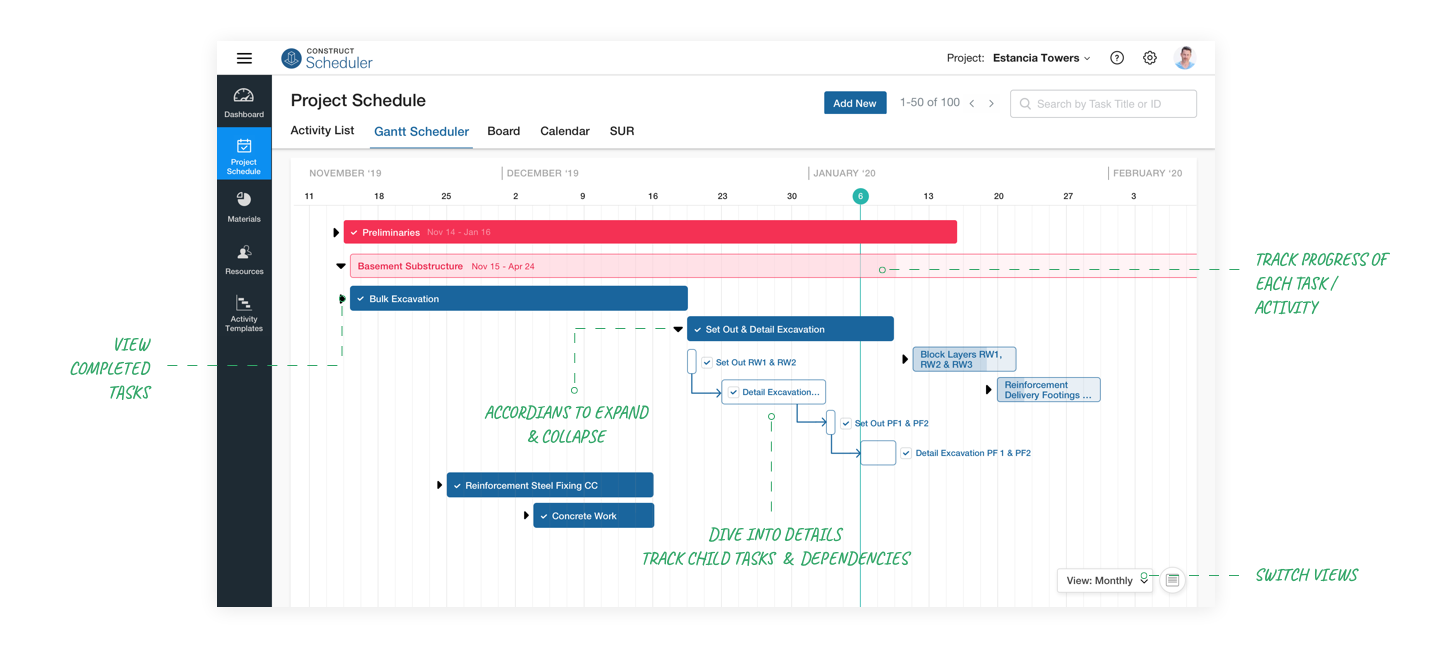 CONSTRUCT
Scheduler
Project: Estancia Towers
Dashboard
Project
Schedule
Materials
Resources
Activity
Templates
Project Schedule
Add New
1-50 of 100
Search by Task Title or ID
Activity List
Gantt Scheduler
Board
Calendar
SUR
NOVEMBER '19
DECEMBER '19
JANUARY '20
FEBRUARY '20
11 18 25 2 9 16 23 30 6 13 20 27 3
Preliminaries Nov 14 - Jan 16
Basement Substructure Nov 15 - Apr 24
Bulk Excavation
Set Out & Detail Excavation
Set Out RW1 & RW2
Block Layers RW1,
RW2 & RW3
Detail Excavation...
Reinforcement
Delivery Footings ...
Set Out PF1 & PF2
Detail Excavation PF 1 & PF2
Reinforcement Steel Fixing CC
Concrete Work
View: Monthly
TRACK PROGRESS OF
EACH TASK /
ACTIVITY
VIEW
COMPLETED
TASKS
ACCORDIANS TO EXPAND
& COLLAPSE
DIVE INTO DETAILS
TRACK CHILD TASKS & DEPENDENCIES
SWITCH VIEWS